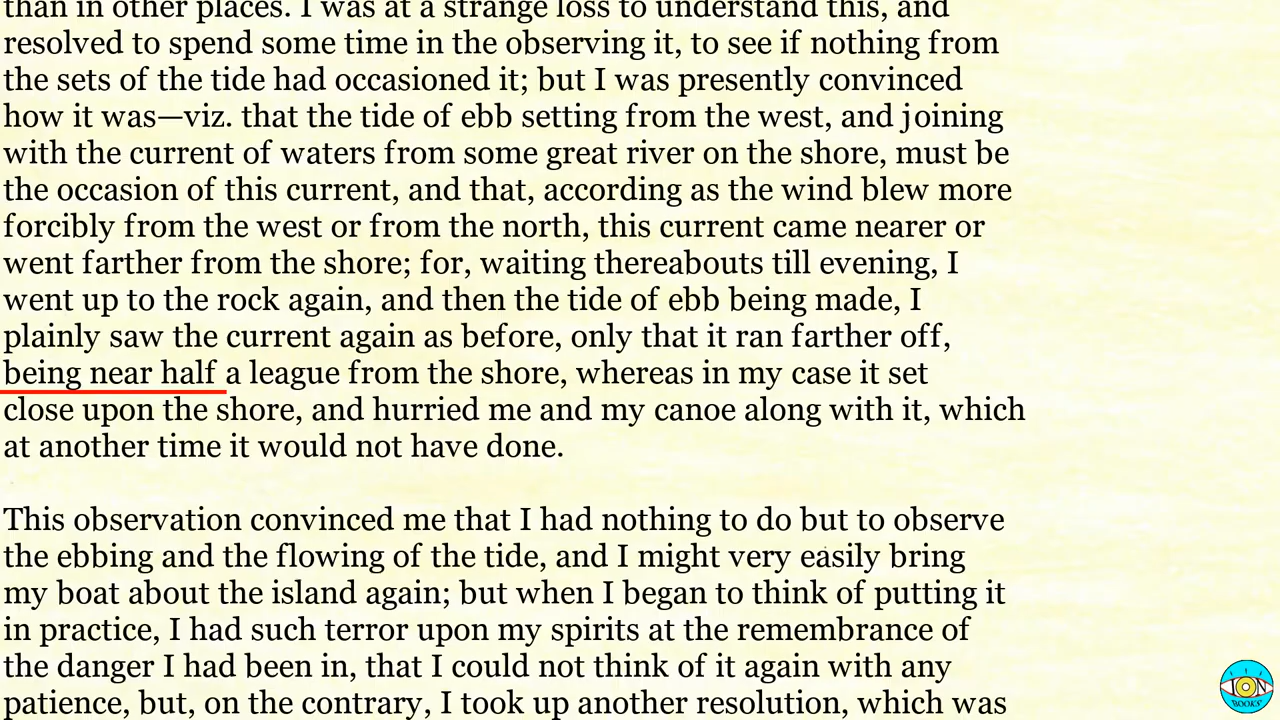 than in other places. I was at a strange loss to understand this, and
resolved to spend some time in the observing it, to see if nothing from
the sets of the tide had occasioned it; but I was presently convinced
how it was—viz. that the tide of ebb setting from the west, and joining
with the current of waters from some great river on the shore, must be
the occasion of this current, and that, according as the wind blew more
forcibly from the west or from the north, this current came nearer or
went farther from the shore; for, waiting thereabouts till evening, I
went up to the rock again, and then the tide of ebb being made, I
plainly saw the current again as before, only that it ran farther off,
being near half a league from the shore, whereas in my case it set
close upon the shore, and hurried me and my canoe along with it, which
at another time it would not have done.
This observation convinced me that I had nothing to do but to observe
the ebbing and the flowing of the tide, and I might very easily bring
my boat about the island again; but when I began to think of putting it
in practice, I had such terror upon my spirits at the remembrance of
the danger I had been in, that I could not think of it again with any
patience, but, on the contrary, I took up another resolution, which was
ION
BOOKS